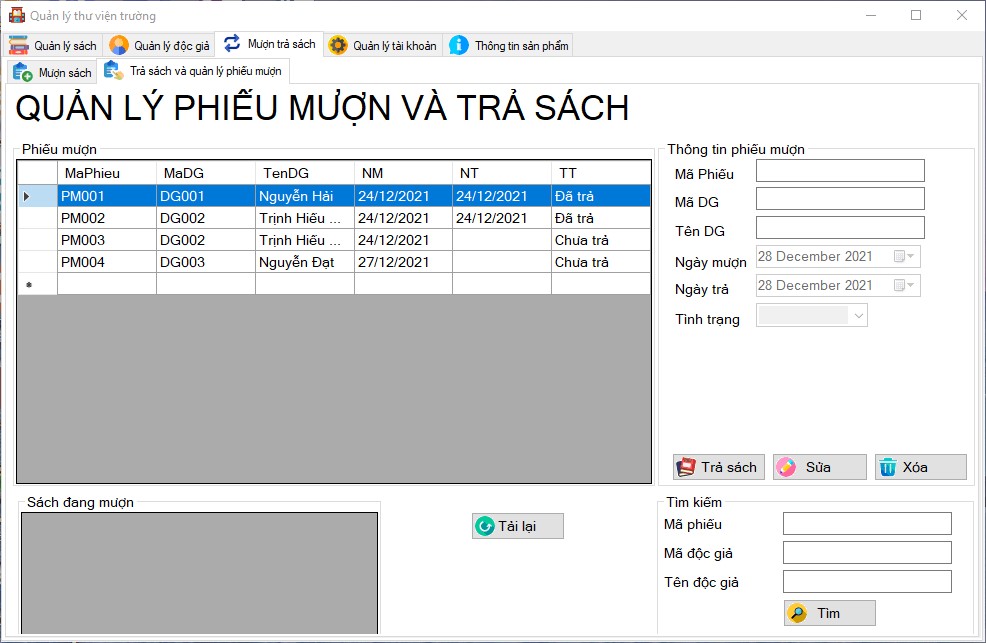 Quản lý thư viện trường
Quản lý sách Quản lý độc giả Mượn trả sách Quản lý tài khoản Thông tin sản phẩm
Mượn sách Trả sách và quản lý phiếu mượn
QUẢN LÝ PHIẾU MƯỢN VÀ TRẢ SÁCH
Phiếu mượn
MaPhieu MaDG TenDG NM NT TT
PM001 DG001 Nguyễn Hải 24/12/2021 24/12/2021 Đã trả
PM002 DG002 Trịnh Hiếu ... 24/12/2021 24/12/2021 Đã trả
PM003 DG002 Trịnh Hiếu ... 24/12/2021 Chưa trả
PM004 DG003 Nguyễn Đạt 27/12/2021 Chưa trả
Thông tin phiếu mượn
Mã Phiếu
Mã DG
Tên DG
Ngày mượn 28 December 2021
Ngày trả 28 December 2021
Tình trạng
Trả sách Sửa Xóa
Sách đang mượn
Tải lại
Tìm kiếm
Mã phiếu
Mã độc giả
Tên độc giả
Tìm